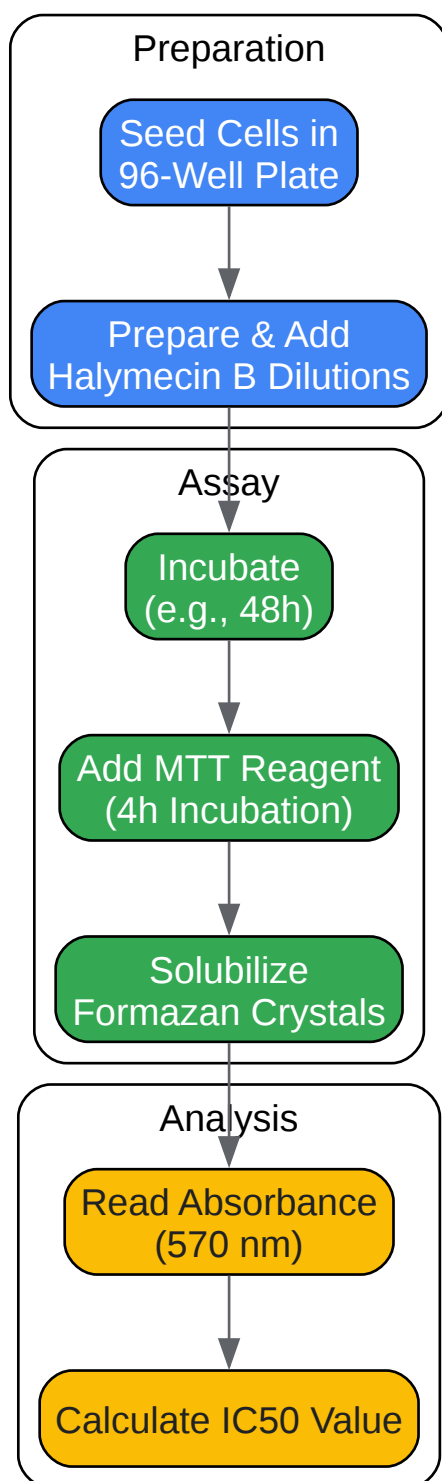 Preparation
Seed Cells in
96-Well Plate
Prepare & Add
Halymecin B Dilutions
Assay
Incubate
(e.g., 48h)
Add MTT Reagent
(4h Incubation)
Solubilize
Formazan Crystals
Analysis
Read Absorbance
(570 nm)
Calculate IC50 Value